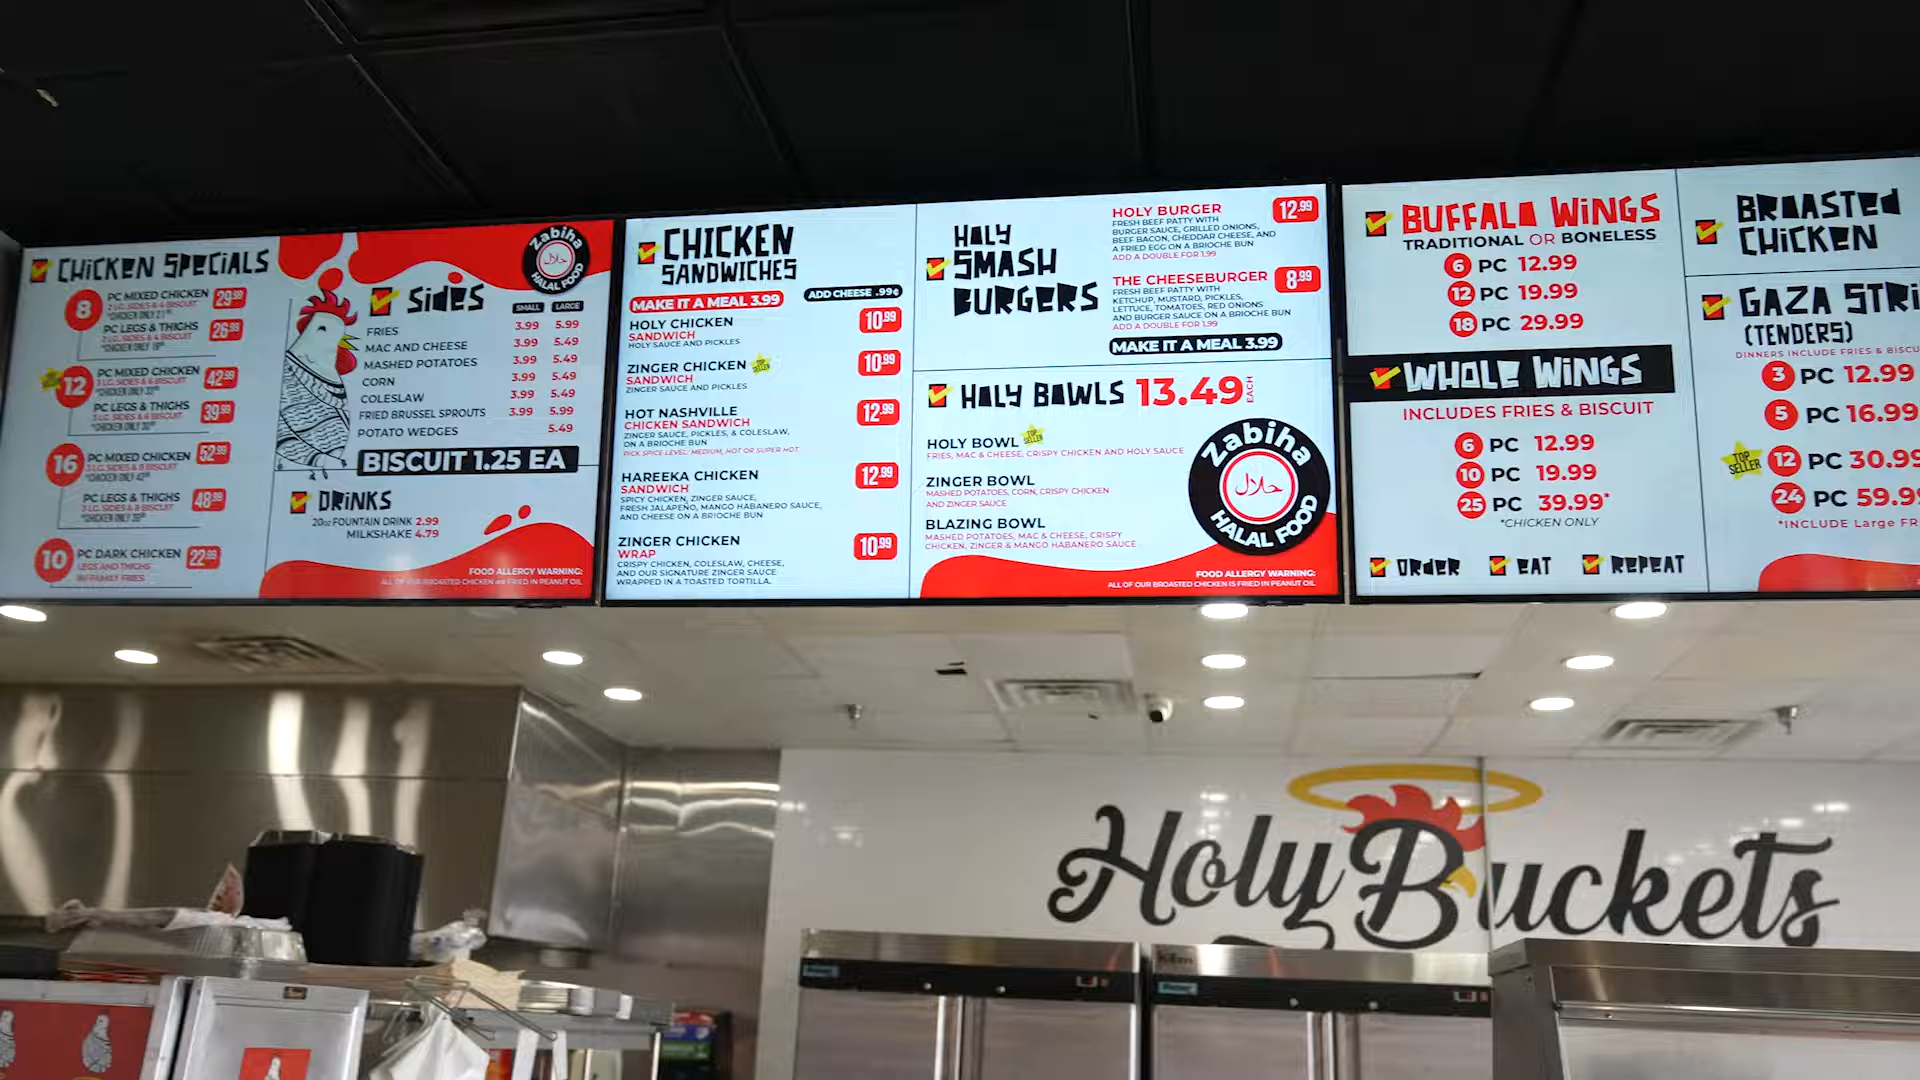 CHICKEN SPECIALS
8 PC MIXED CHICKEN 29.99
2 LG. SIDES & 4 BISCUIT
PC LEGS & THIGHS 26.99
2 LG. SIDES & 4 BISCUIT
12 PC MIXED CHICKEN 42.99
3 LG. SIDES & 6 BISCUIT
PC LEGS & THIGHS 39.99
3 LG. SIDES & 6 BISCUIT
16 PC MIXED CHICKEN 52.99
3 LG. SIDES & 8 BISCUIT
PC LEGS & THIGHS 48.99
3 LG. SIDES & 8 BISCUIT
10 PC DARK CHICKEN 22.99
LEGS AND THIGHS
W/ FAMILY FRIES
SIDES
SMALL LARGE
FRIES 3.99 5.99
MAC AND CHEESE 3.99 5.49
MASHED POTATOES 3.99 5.49
CORN 3.99 5.49
COLESLAW 3.99 5.49
FRIED BRUSSEL SPROUTS 3.99 5.99
POTATO WEDGES 5.49
BISCUIT 1.25 EA
DRINKS
20oz FOUNTAIN DRINK 2.99
MILKSHAKE 4.79
Zabiha
حلال
HALAL FOOD
FOOD ALLERGY WARNING:
ALL OF OUR BROASTED CHICKEN are FRIED IN PEANUT OIL
CHICKEN
SANDWICHES
MAKE IT A MEAL 3.99
ADD CHEESE .99¢
HOLY CHICKEN 10.99
SANDWICH
HOLY SAUCE AND PICKLES
ZINGER CHICKEN TOP SELLER 10.99
SANDWICH
ZINGER SAUCE AND PICKLES
HOT NASHVILLE 12.99
CHICKEN SANDWICH
ZINGER SAUCE, PICKLES, & COLESLAW,
ON A BRIOCHE BUN
PICK SPICE LEVEL: MEDIUM, HOT OR SUPER HOT
HAREEKA CHICKEN 12.99
SANDWICH
SPICY CHICKEN, ZINGER SAUCE,
FRESH JALAPENO, MANGO HABANERO SAUCE,
AND CHEESE ON A BRIOCHE BUN
ZINGER CHICKEN 10.99
WRAP
CRISPY CHICKEN, COLESLAW, CHEESE,
AND OUR SIGNATURE ZINGER SAUCE
WRAPPED IN A TOASTED TORTILLA.
HOLY
SMASH
BURGERS
HOLY BURGER 12.99
FRESH BEEF PATTY WITH
BURGER SAUCE, GRILLED ONIONS,
BEEF BACON, CHEDDAR CHEESE, AND
A FRIED EGG ON A BRIOCHE BUN
ADD A DOUBLE FOR 1.99
THE CHEESEBURGER 8.99
FRESH BEEF PATTY WITH
KETCHUP, MUSTARD, PICKLES,
LETTUCE, TOMATOES, RED ONIONS
AND BURGER SAUCE ON A BRIOCHE BUN
ADD A DOUBLE FOR 1.99
MAKE IT A MEAL 3.99
HOLY BOWLS 13.49 EACH
HOLY BOWL TOP SELLER
FRIES, MAC & CHEESE, CRISPY CHICKEN AND HOLY SAUCE
ZINGER BOWL
MASHED POTATOES, CORN, CRISPY CHICKEN
AND ZINGER SAUCE
BLAZING BOWL
MASHED POTATOES, MAC & CHEESE, CRISPY
CHICKEN, ZINGER & MANGO HABANERO SAUCE
Zabiha
حلال
HALAL FOOD
FOOD ALLERGY WARNING:
ALL OF OUR BROASTED CHICKEN IS FRIED IN PEANUT OIL
BUFFALO WINGS
TRADITIONAL OR BONELESS
6 PC 12.99
12 PC 19.99
18 PC 29.99
WHOLE WINGS
INCLUDES FRIES & BISCUIT
6 PC 12.99
10 PC 19.99
25 PC 39.99*
*CHICKEN ONLY
ORDER EAT REPEAT
BROASTED
CHICKEN
GAZA STRI
(TENDERS)
DINNERS INCLUDE FRIES & BISCU
3 PC 12.99
5 PC 16.99
TOP SELLER 12 PC 30.99
24 PC 59.9
*INCLUDE Large FR
Holy Buckets